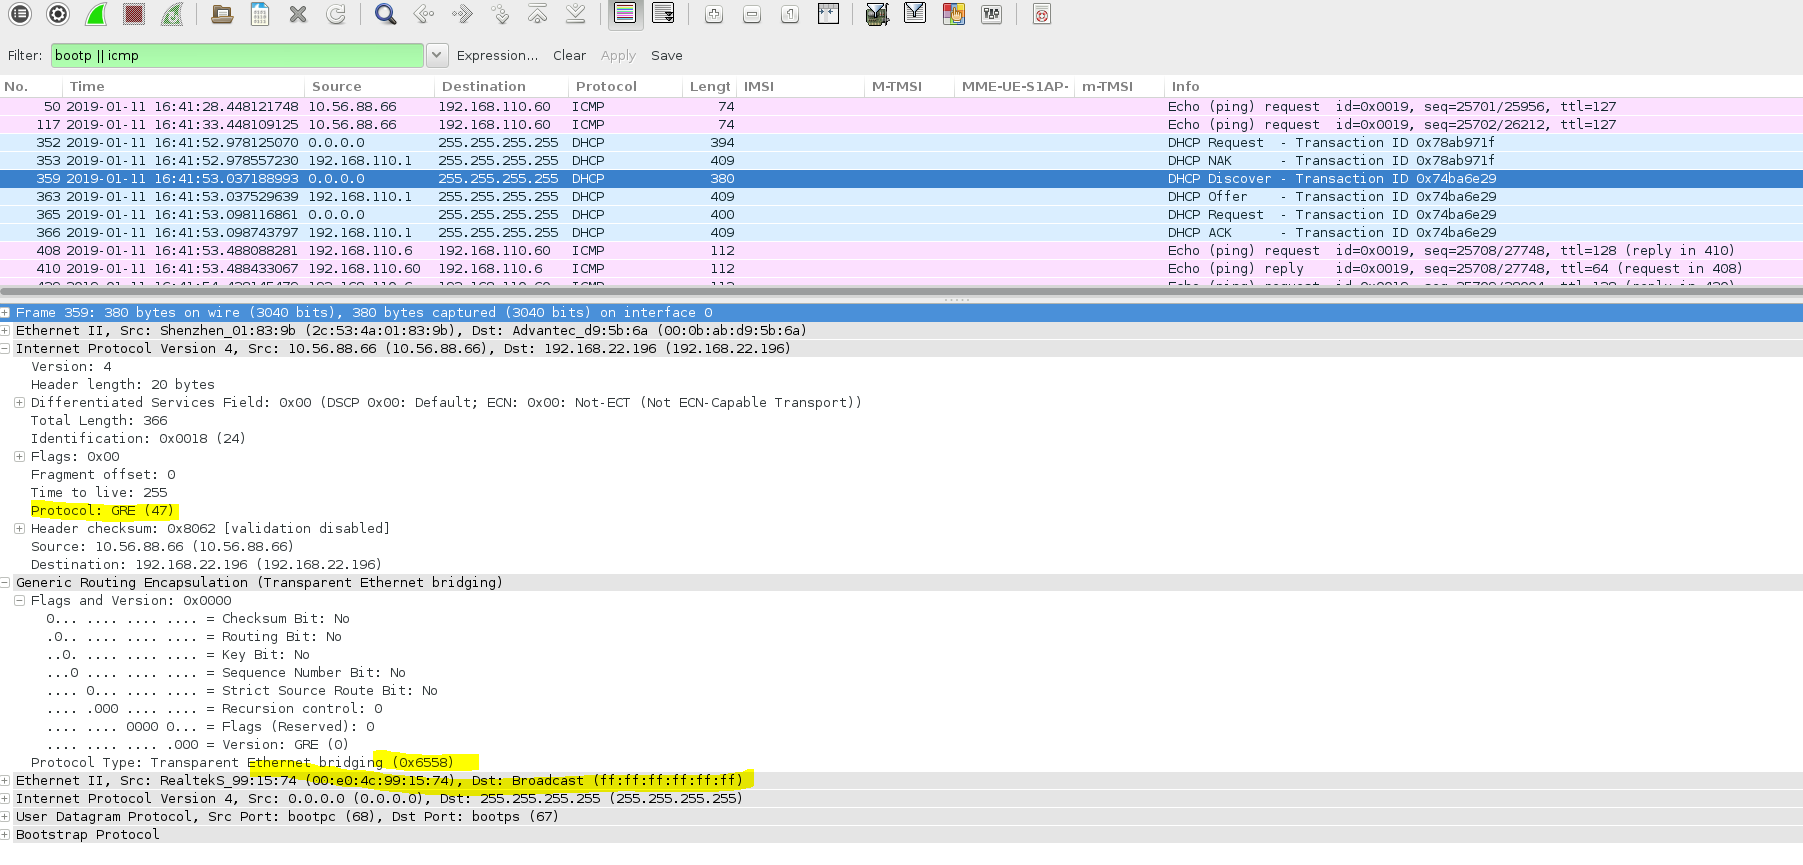 Filter: bootp || icmp Expression... Clear Apply Save
No. Time Source Destination Protocol Lengt IMSI M-TMSI MME-UE-S1AP- m-TMSI Info
50 2019-01-11 16:41:28.448121748 10.56.88.66 192.168.110.60 ICMP 74 Echo (ping) request id=0x0019, seq=25701/25956, ttl=127
117 2019-01-11 16:41:33.448109125 10.56.88.66 192.168.110.60 ICMP 74 Echo (ping) request id=0x0019, seq=25702/26212, ttl=127
352 2019-01-11 16:41:52.978125070 0.0.0.0 255.255.255.255 DHCP 394 DHCP Request - Transaction ID 0x78ab971f
353 2019-01-11 16:41:52.978557230 192.168.110.1 255.255.255.255 DHCP 409 DHCP NAK - Transaction ID 0x78ab971f
359 2019-01-11 16:41:53.037188993 0.0.0.0 255.255.255.255 DHCP 380 DHCP Discover - Transaction ID 0x74ba6e29
363 2019-01-11 16:41:53.037529639 192.168.110.1 255.255.255.255 DHCP 409 DHCP Offer - Transaction ID 0x74ba6e29
365 2019-01-11 16:41:53.098116861 0.0.0.0 255.255.255.255 DHCP 400 DHCP Request - Transaction ID 0x74ba6e29
366 2019-01-11 16:41:53.098743797 192.168.110.1 255.255.255.255 DHCP 409 DHCP ACK - Transaction ID 0x74ba6e29
408 2019-01-11 16:41:53.488088281 192.168.110.6 192.168.110.60 ICMP 112 Echo (ping) request id=0x0019, seq=25708/27748, ttl=128 (reply in 410)
410 2019-01-11 16:41:53.488433067 192.168.110.60 192.168.110.6 ICMP 112 Echo (ping) reply id=0x0019, seq=25708/27748, ttl=64 (request in 408)
Frame 359: 380 bytes on wire (3040 bits), 380 bytes captured (3040 bits) on interface 0
Ethernet II, Src: Shenzhen_01:83:9b (2c:53:4a:01:83:9b), Dst: Advantec_d9:5b:6a (00:0b:ab:d9:5b:6a)
Internet Protocol Version 4, Src: 10.56.88.66 (10.56.88.66), Dst: 192.168.22.196 (192.168.22.196)
Version: 4
Header length: 20 bytes
Differentiated Services Field: 0x00 (DSCP 0x00: Default; ECN: 0x00: Not-ECT (Not ECN-Capable Transport))
Total Length: 366
Identification: 0x0018 (24)
Flags: 0x00
Fragment offset: 0
Time to live: 255
Protocol: GRE (47)
Header checksum: 0x8062 [validation disabled]
Source: 10.56.88.66 (10.56.88.66)
Destination: 192.168.22.196 (192.168.22.196)
Generic Routing Encapsulation (Transparent Ethernet bridging)
Flags and Version: 0x0000
0... .... .... .... = Checksum Bit: No
.0.. .... .... .... = Routing Bit: No
..0. .... .... .... = Key Bit: No
...0 .... .... .... = Sequence Number Bit: No
.... 0... .... .... = Strict Source Route Bit: No
.... .000 .... .... = Recursion control: 0
.... .... 0000 0... = Flags (Reserved): 0
.... .... .... .000 = Version: GRE (0)
Protocol Type: Transparent Ethernet bridging (0x6558)
Ethernet II, Src: RealtekS_99:15:74 (00:e0:4c:99:15:74), Dst: Broadcast (ff:ff:ff:ff:ff:ff)
Internet Protocol Version 4, Src: 0.0.0.0 (0.0.0.0), Dst: 255.255.255.255 (255.255.255.255)
User Datagram Protocol, Src Port: bootpc (68), Dst Port: bootps (67)
Bootstrap Protocol